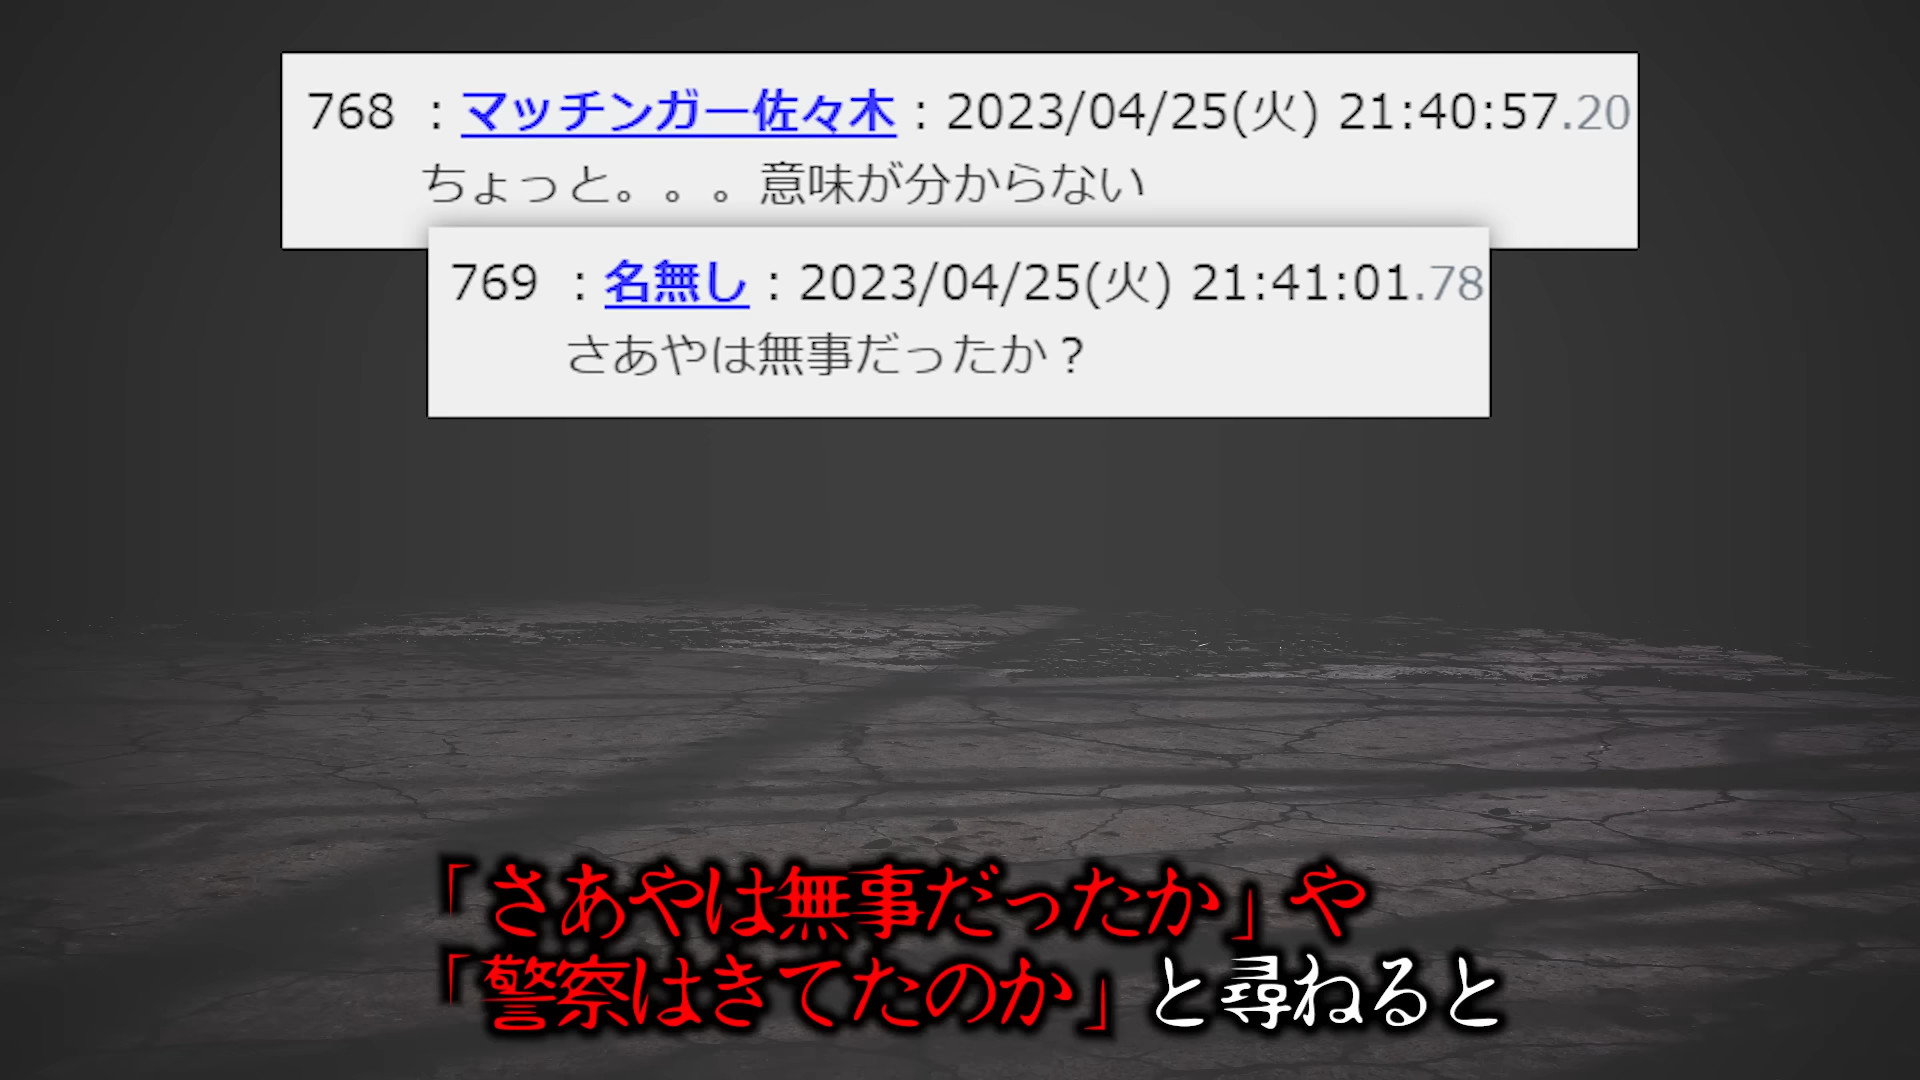 768 ：マッチンガー佐々木：2023/04/25(火) 21:40:57.20
ちょっと。。。意味が分からない
769 ：名無し：2023/04/25(火) 21:41:01.78
さあやは無事だったか？
「さあやは無事だったか」や
「警察はきてたのか」と尋ねると